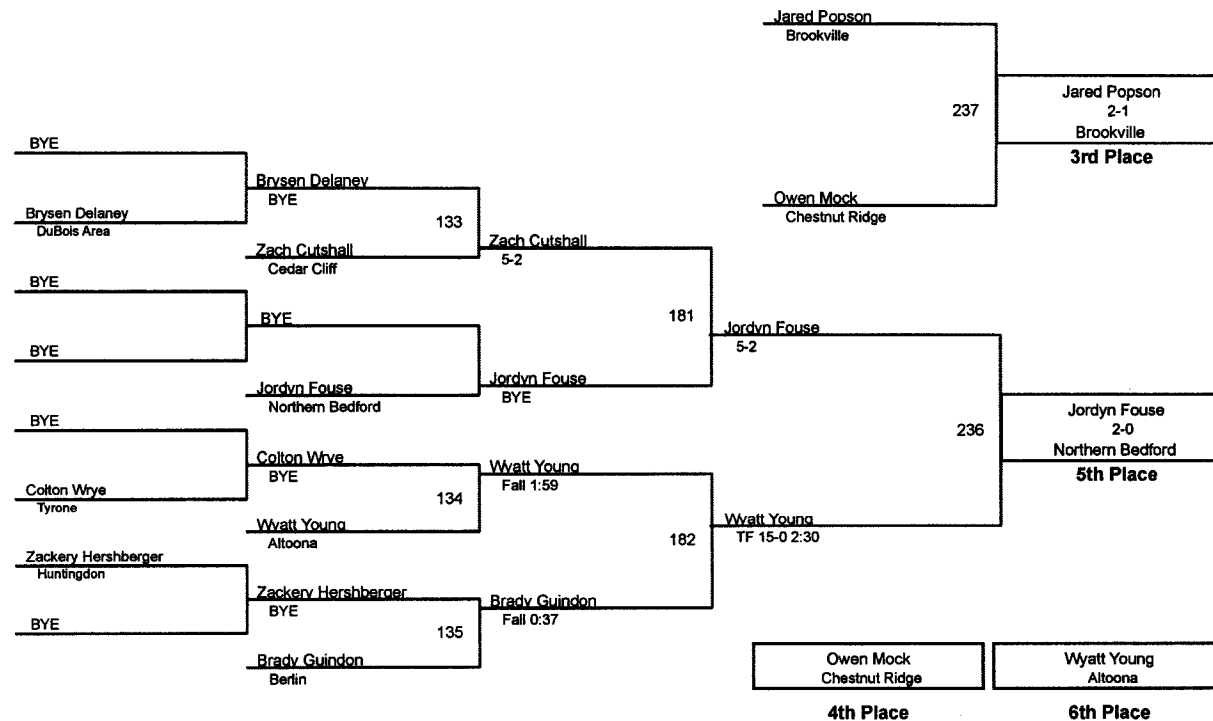 Jared Popson
Brookville
237
Jared Popson
2-1
Brookville
3rd Place
Owen Mock
Chestnut Ridge
BYE
Brysen Delaney
DuBois Area
Brysen Delaney
BYE
133
Zach Cutshall
Cedar Cliff
Zach Cutshall
5-2
BYE
BYE
BYE
Jordyn Fouse
Northern Bedford
Jordyn Fouse
BYE
181
Jordyn Fouse
5-2
BYE
Colton Wrye
Tyrone
Colton Wrye
BYE
134
Wyatt Young
Altoona
Wyatt Young
Fall 1:59
Zackery Hershberger
Huntingdon
BYE
Zackery Hershberger
BYE
135
Brady Guindon
Berlin
Brady Guindon
Fall 0:37
182
Wyatt Young
TF 15-0 2:30
236
Jordyn Fouse
2-0
Northern Bedford
5th Place
Owen Mock
Chestnut Ridge
4th Place
Wyatt Young
Altoona
6th Place